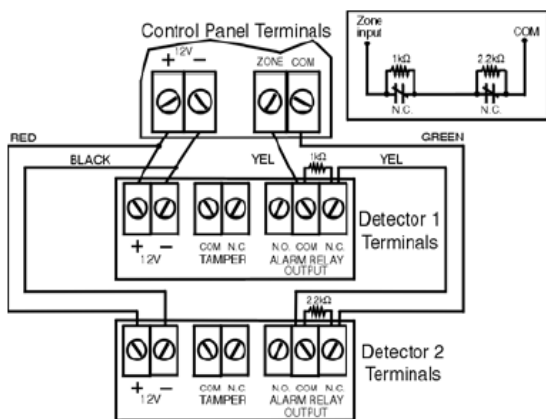 Control Panel Terminals
+ 12V −
ZONE COM
Zone input
COM
1kΩ
2.2kΩ
N.C.
N.C.
RED
BLACK
YEL
1kΩ
YEL
GREEN
Detector 1 Terminals
+ −
12V
COM N.C.
TAMPER
N.O. COM N.C.
ALARM RELAY
OUTPUT
2.2kΩ
Detector 2 Terminals
+ −
12V
COM N.C.
TAMPER
N.O. COM N.C.
ALARM RELAY
OUTPUT